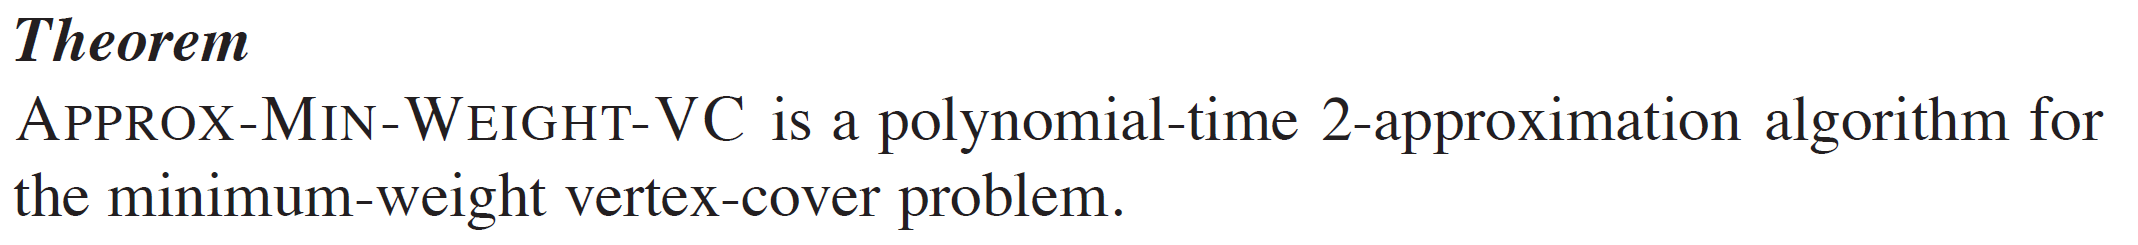 Theorem
APPROX-MIN-WEIGHT-VC is a polynomial-time 2-approximation algorithm for
the minimum-weight vertex-cover problem.